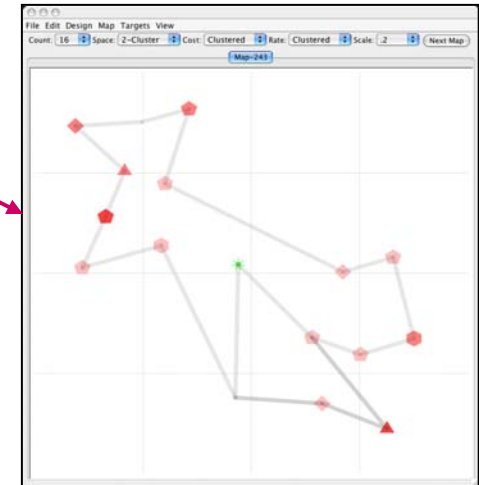 File Edit Design Map Targets View
Count: 16 Space: 2-Cluster Cost: Clustered Rate: Clustered Scale: .2 Next Map
Map-243